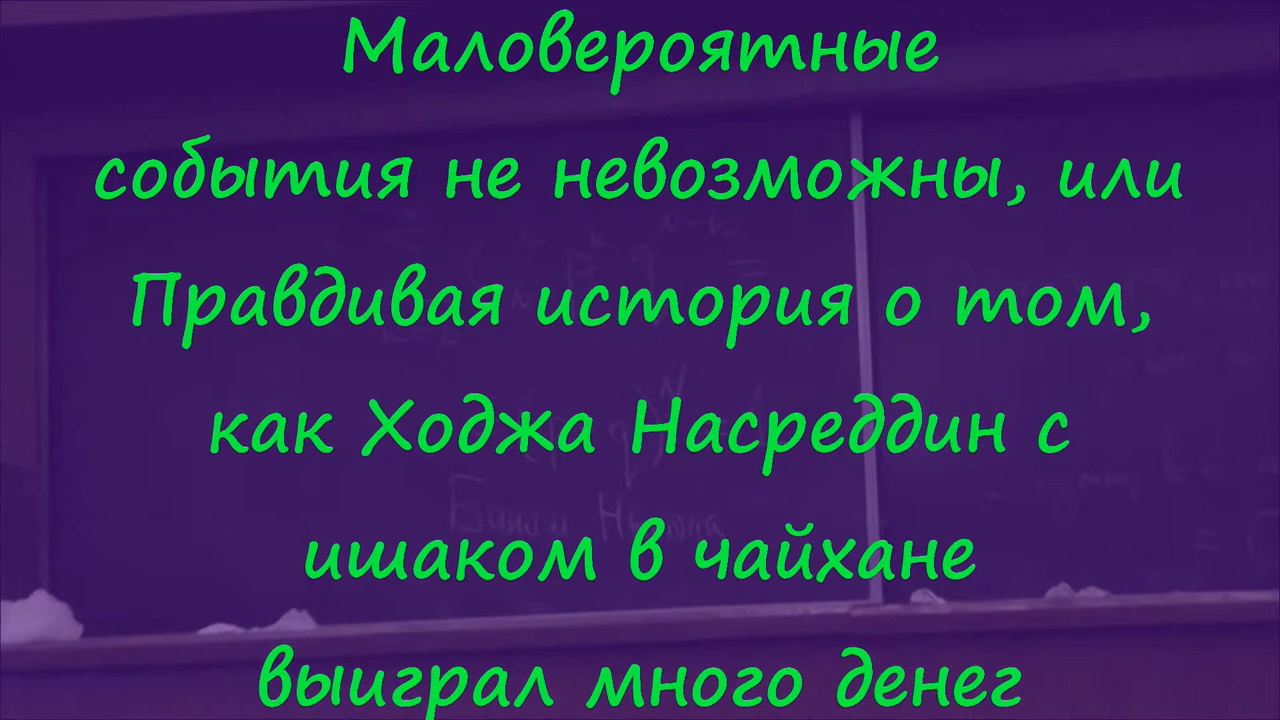 Маловероятные
события не невозможны, или
Правдивая история о том,
как Ходжа Насреддин с
ишаком в чайхане
выиграл много денег